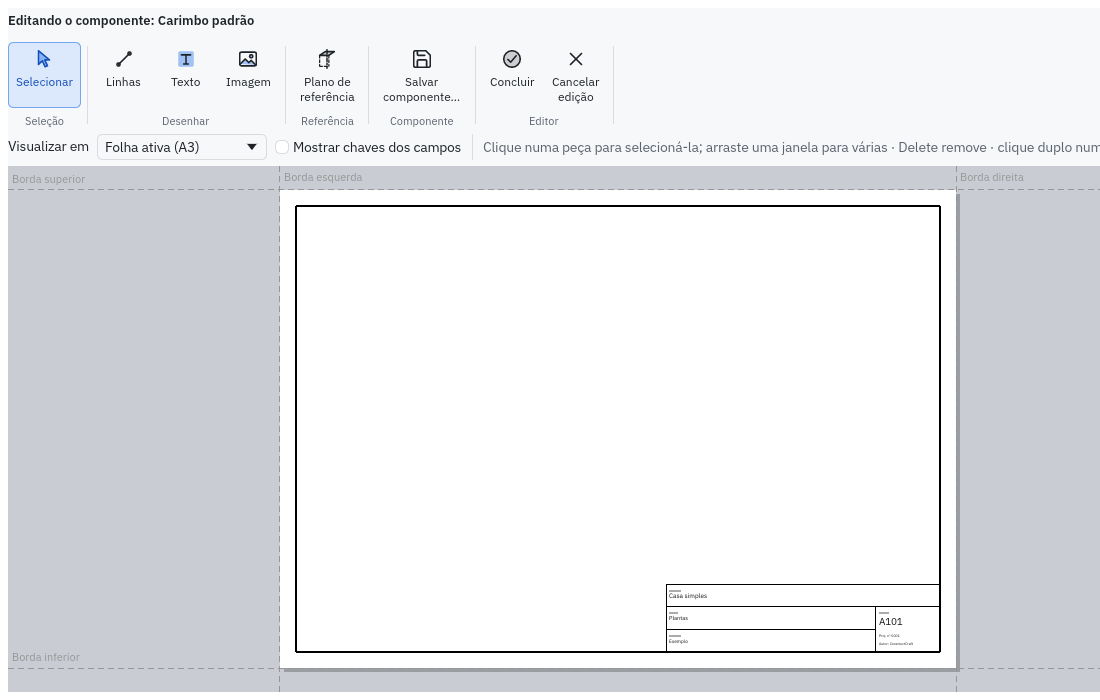 Editando o componente: Carimbo padrão
Selecionar
Linhas
Texto
Imagem
Plano de
referência
Salvar
componente...
Concluir
Cancelar
edição
Seleção
Desenhar
Referência
Componente
Editor
Visualizar em
Folha ativa (A3)
Mostrar chaves dos campos
Clique numa peça para selecioná-la; arraste uma janela para várias · Delete remove · clique duplo num
Borda superior
Borda esquerda
Borda direita
Casa simples
Plantas
A101
Exemplo
Borda inferior